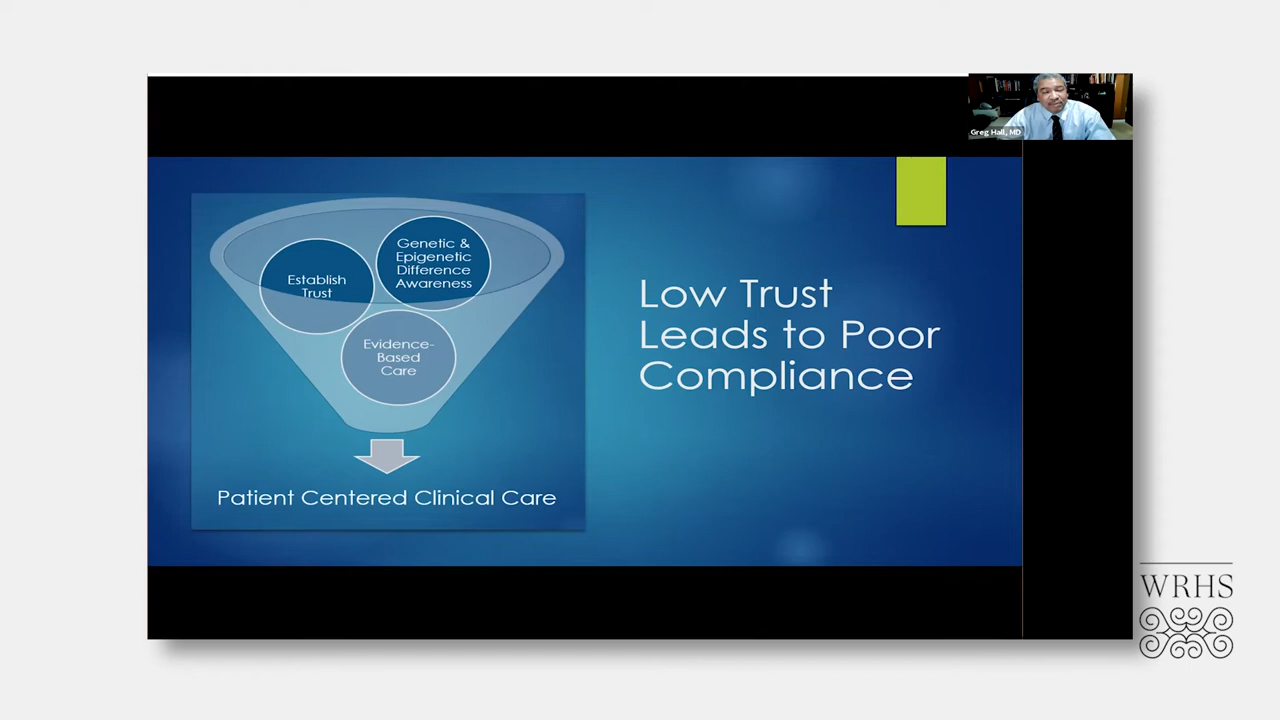 Greg Hall, MD
Genetic &
Epigenetic
Difference
Awareness
Establish
Trust
Evidence-
Based
Care
Patient Centered Clinical Care
Low Trust
Leads to Poor
Compliance
WRHS